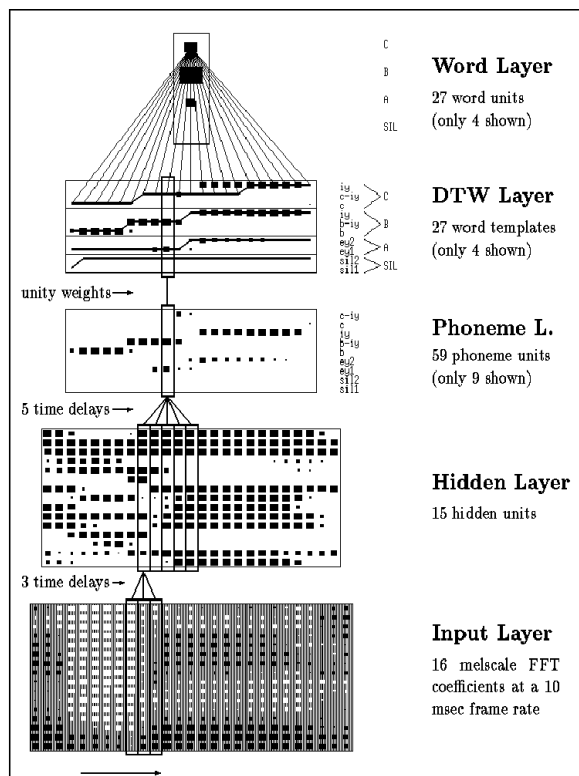 C
B
A
SIL
Word Layer
27 word units
(only 4 shown)
iy
c-iy
c
iy
b-iy
b
ey2
ey1
sil2
sil1
C
B
A
SIL
DTW Layer
27 word templates
(only 4 shown)
unity weights
c-iy
c
iy
b-iy
b
ey2
ey1
sil2
sil1
Phoneme L.
59 phoneme units
(only 9 shown)
5 time delays
Hidden Layer
15 hidden units
3 time delays
Input Layer
16 melscale FFT
coefficients at a 10
msec frame rate